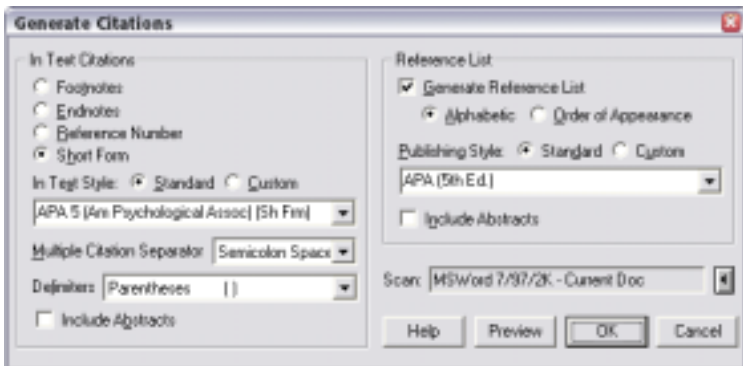 Generate Citations
In Text Citations
Footnotes
Endnotes
Reference Number
Short Form
In Text Style: Standard Custom
APA 5 (Am Psychological Assoc) (Sh Frm)
Multiple Citation Separator Semicolon Space
Delimiters Parentheses ( )
Include Abstracts
Reference List
Generate Reference List
Alphabetic Order of Appearance
Publishing Style: Standard Custom
APA (5th Ed.)
Include Abstracts
Scan: MSWord 7/97/2K - Current Doc
Help Preview OK Cancel